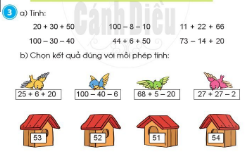 Cánh Diều
3 a) Tính:
20 + 30 + 50 100 – 8 – 10 11 + 22 + 66
100 – 30 – 40 44 + 6 + 50 73 – 14 + 20
b) Chọn kết quả đúng với mỗi phép tính:
25 + 6 + 20 100 – 40 – 6 68 + 5 – 20 27 + 27 – 2
53 52 51 54